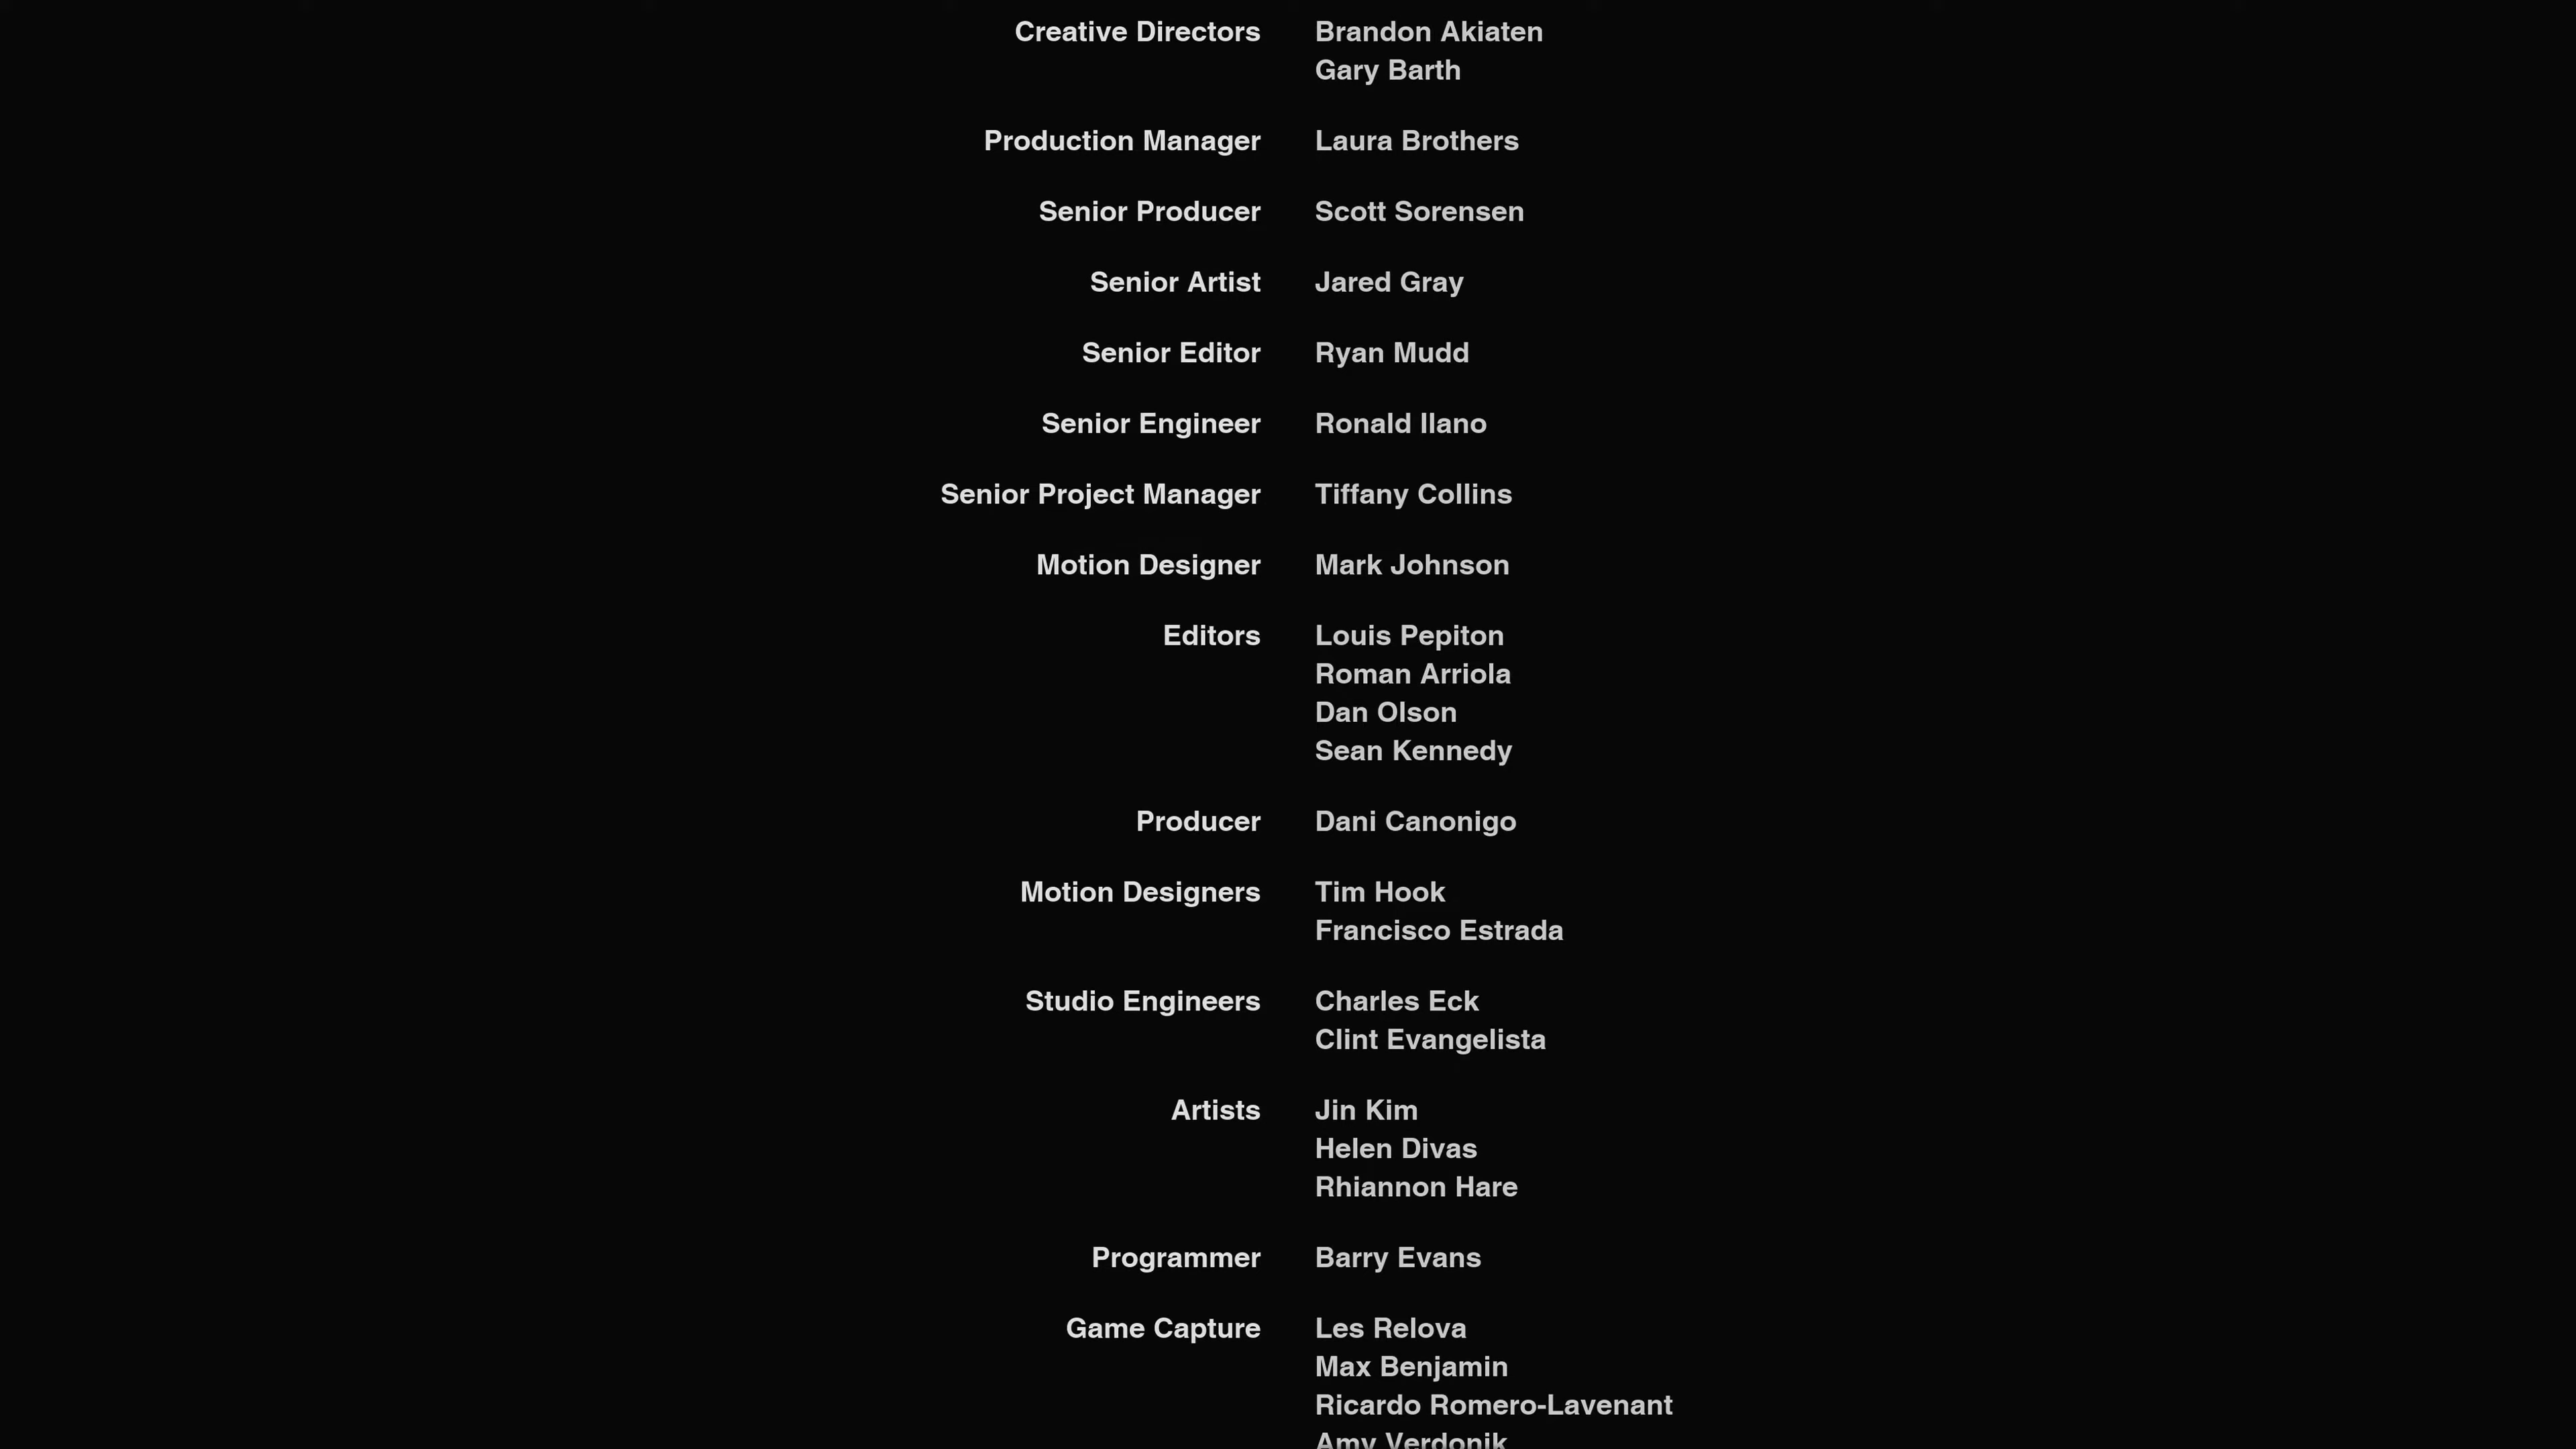 Creative Directors Brandon Akiaten
Gary Barth
Production Manager Laura Brothers
Senior Producer Scott Sorensen
Senior Artist Jared Gray
Senior Editor Ryan Mudd
Senior Engineer Ronald Ilano
Senior Project Manager Tiffany Collins
Motion Designer Mark Johnson
Editors Louis Pepiton
Roman Arriola
Dan Olson
Sean Kennedy
Producer Dani Canonigo
Motion Designers Tim Hook
Francisco Estrada
Studio Engineers Charles Eck
Clint Evangelista
Artists Jin Kim
Helen Divas
Rhiannon Hare
Programmer Barry Evans
Game Capture Les Relova
Max Benjamin
Ricardo Romero-Lavenant
Amy Verdonik